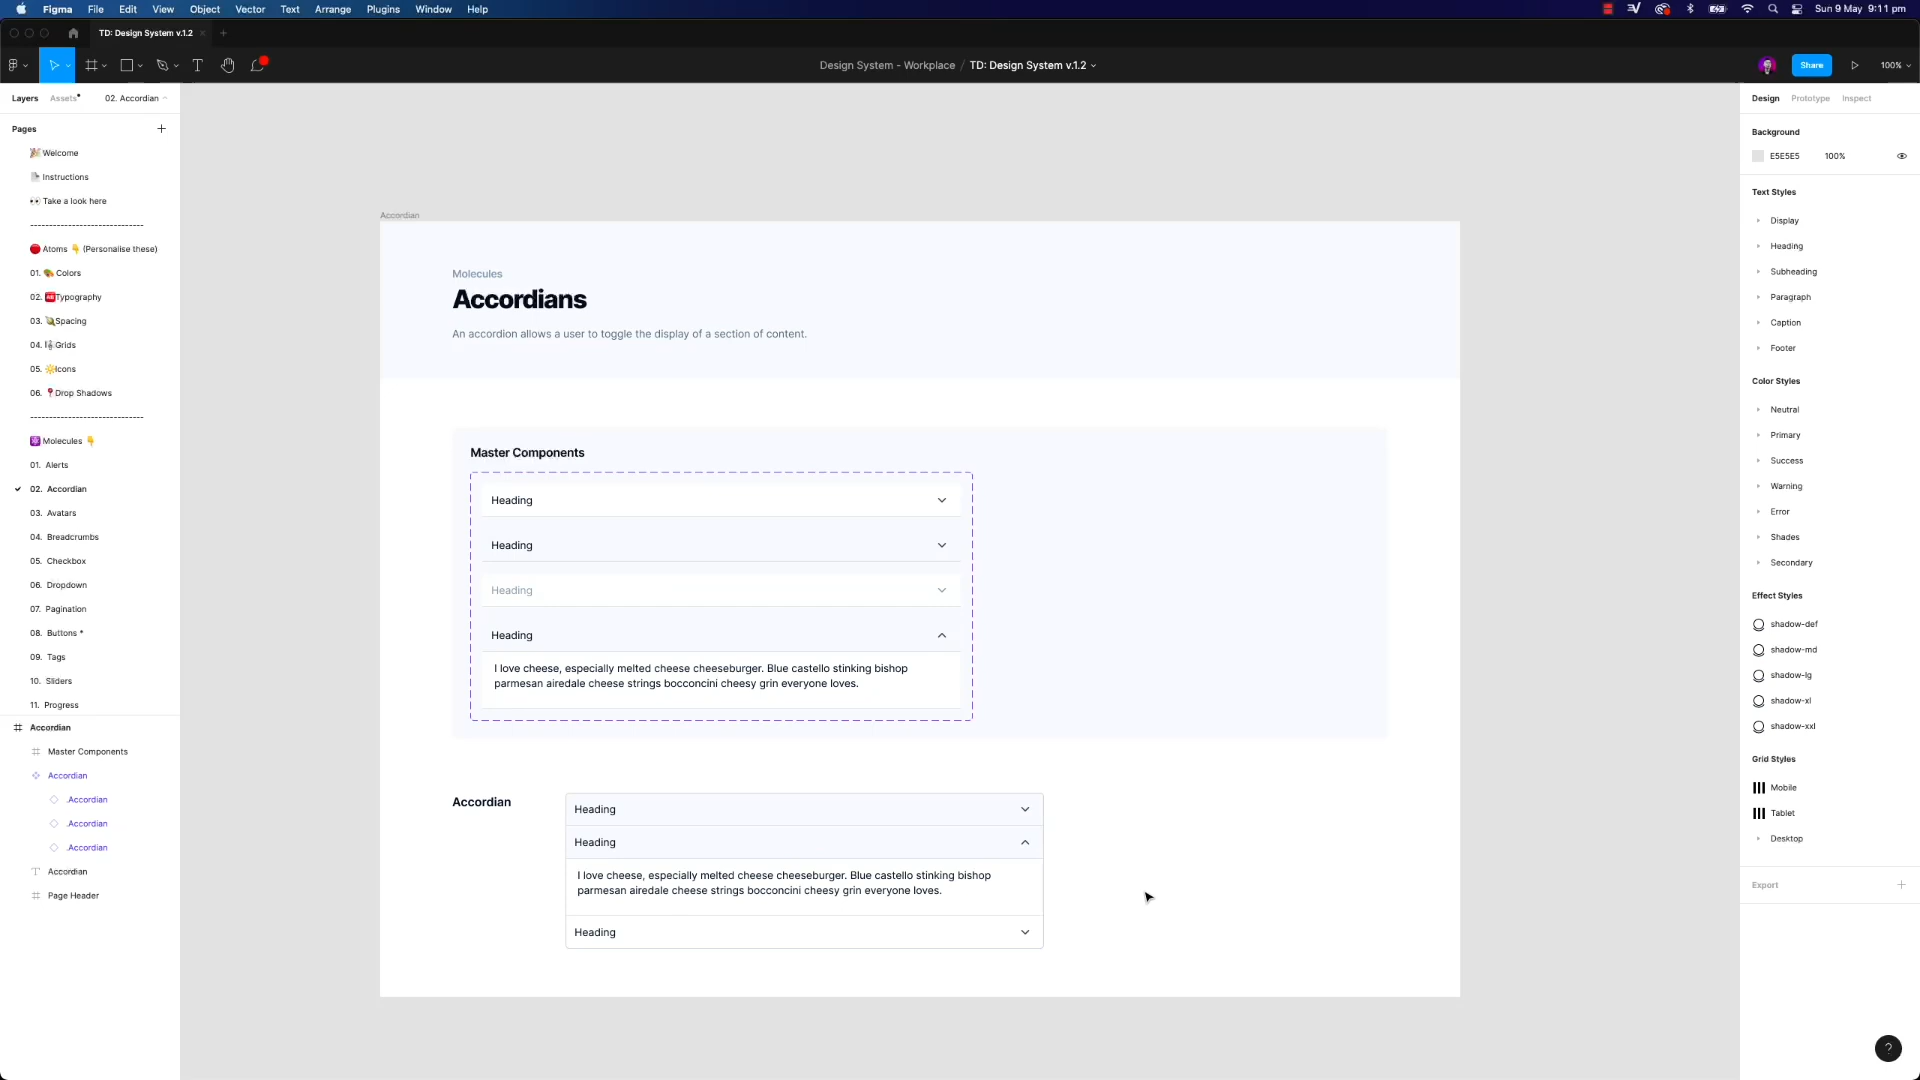 Figma File Edit View Object Vector Text Arrange Plugins Window Help Sun 9 May 9:11 pm
TD: Design System v.1.2
Design System - Workplace / TD: Design System v.1.2 Share 100%
Layers Assets 02. Accordian
Pages
Welcome
Instructions
Take a look here
------------------------------
Atoms (Personalise these)
01. Colors
02. Typography
03. Spacing
04. Grids
05. Icons
06. Drop Shadows
------------------------------
Molecules
01. Alerts
02. Accordian
03. Avatars
04. Breadcrumbs
05. Checkbox
06. Dropdown
07. Pagination
08. Buttons *
09. Tags
10. Sliders
11. Progress
Accordian
Master Components
Accordian
.Accordian
.Accordian
.Accordian
Accordian
Page Header
Accordian
Molecules
Accordians
An accordion allows a user to toggle the display of a section of content.
Master Components
Heading
Heading
Heading
Heading
I love cheese, especially melted cheese cheeseburger. Blue castello stinking bishop
parmesan airedale cheese strings bocconcini cheesy grin everyone loves.
Accordian
Heading
Heading
I love cheese, especially melted cheese cheeseburger. Blue castello stinking bishop
parmesan airedale cheese strings bocconcini cheesy grin everyone loves.
Heading
Design Prototype Inspect
Background
E5E5E5 100%
Text Styles
Display
Heading
Subheading
Paragraph
Caption
Footer
Color Styles
Neutral
Primary
Success
Warning
Error
Shades
Secondary
Effect Styles
shadow-def
shadow-md
shadow-lg
shadow-xl
shadow-xxl
Grid Styles
Mobile
Tablet
Desktop
Export
?